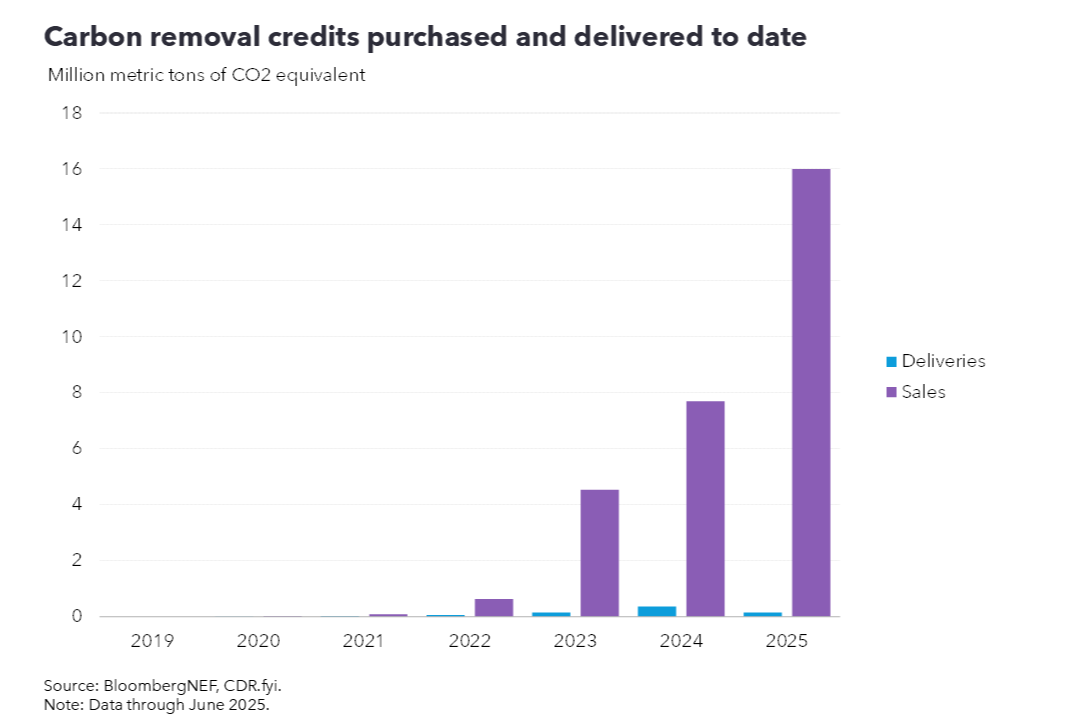 Carbon removal credits purchased and delivered to date
Million metric tons of CO2 equivalent
18
16
14
12
10
8
6
4
2
0
Deliveries
Sales
2019 2020 2021 2022 2023 2024 2025
Source: BloombergNEF, CDR.fyi.
Note: Data through June 2025.